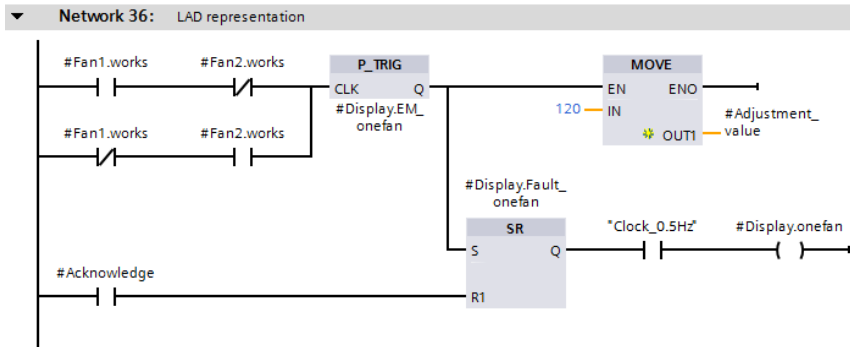 Network 36: LAD representation
#Fan1.works #Fan2.works P_TRIG MOVE
CLK Q EN ENO
#Display.EM_
onefan
120 IN
#Adjustment_
value
OUT1
#Fan1.works #Fan2.works
#Display.Fault_
onefan
SR "Clock_0.5Hz" #Display.onefan
S Q
#Acknowledge
R1